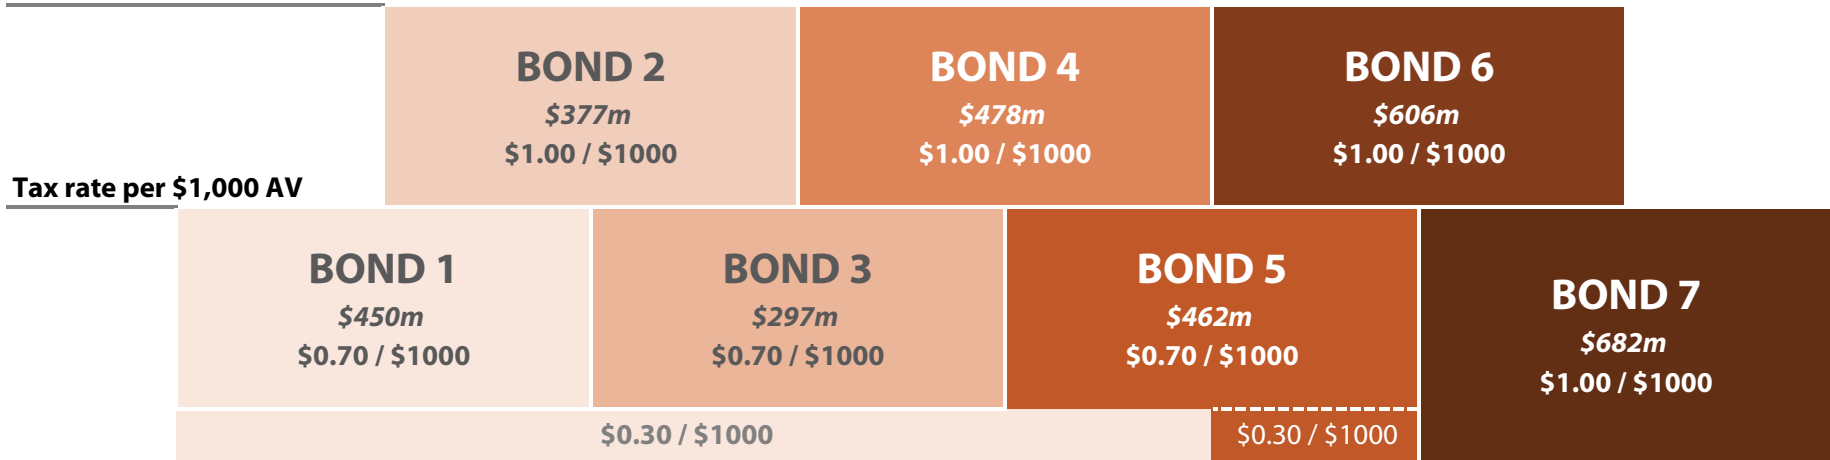 BOND 2
$377m
$1.00 / $1000
BOND 4
$478m
$1.00 / $1000
BOND 6
$606m
$1.00 / $1000
Tax rate per $1,000 AV
BOND 1
$450m
$0.70 / $1000
BOND 3
$297m
$0.70 / $1000
BOND 5
$462m
$0.70 / $1000
BOND 7
$682m
$1.00 / $1000
$0.30 / $1000
$0.30 / $1000